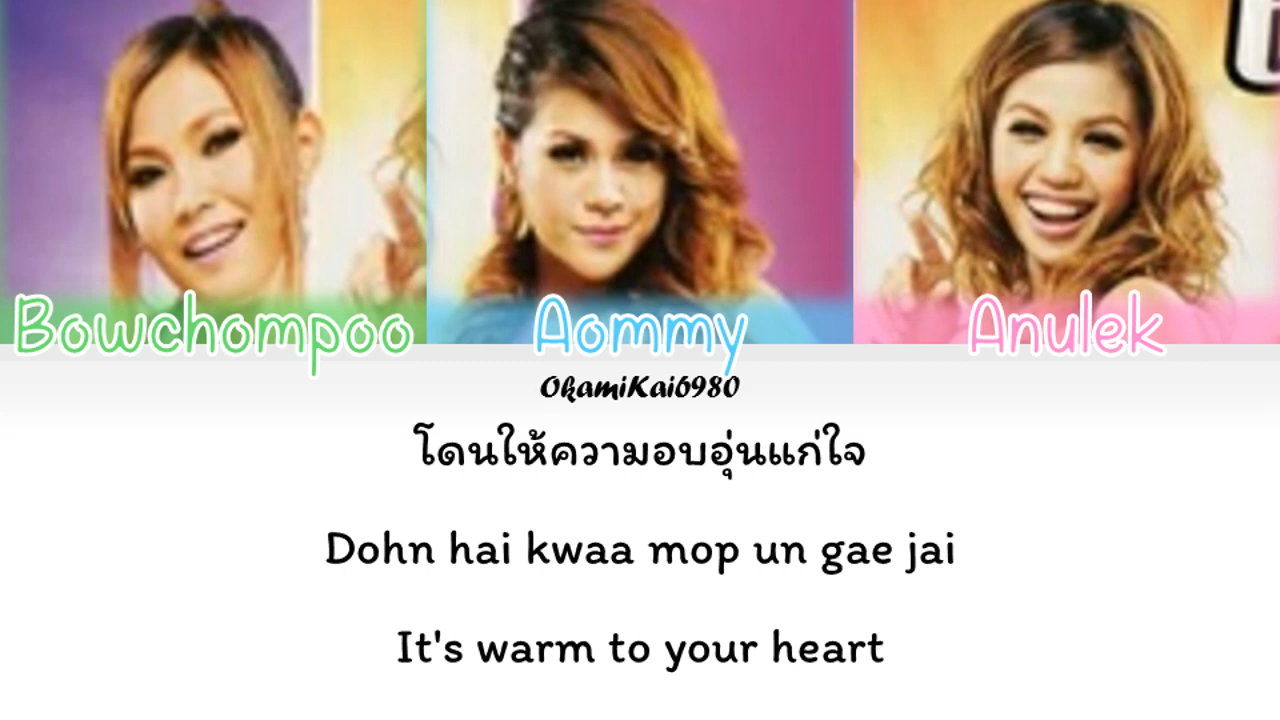 Bowchompoo
Aommy
Anulek
OkamiKai6980
โดนให้ความอบอุ่นแก่ใจ
Dohn hai kwaa mop un gae jai
It's warm to your heart